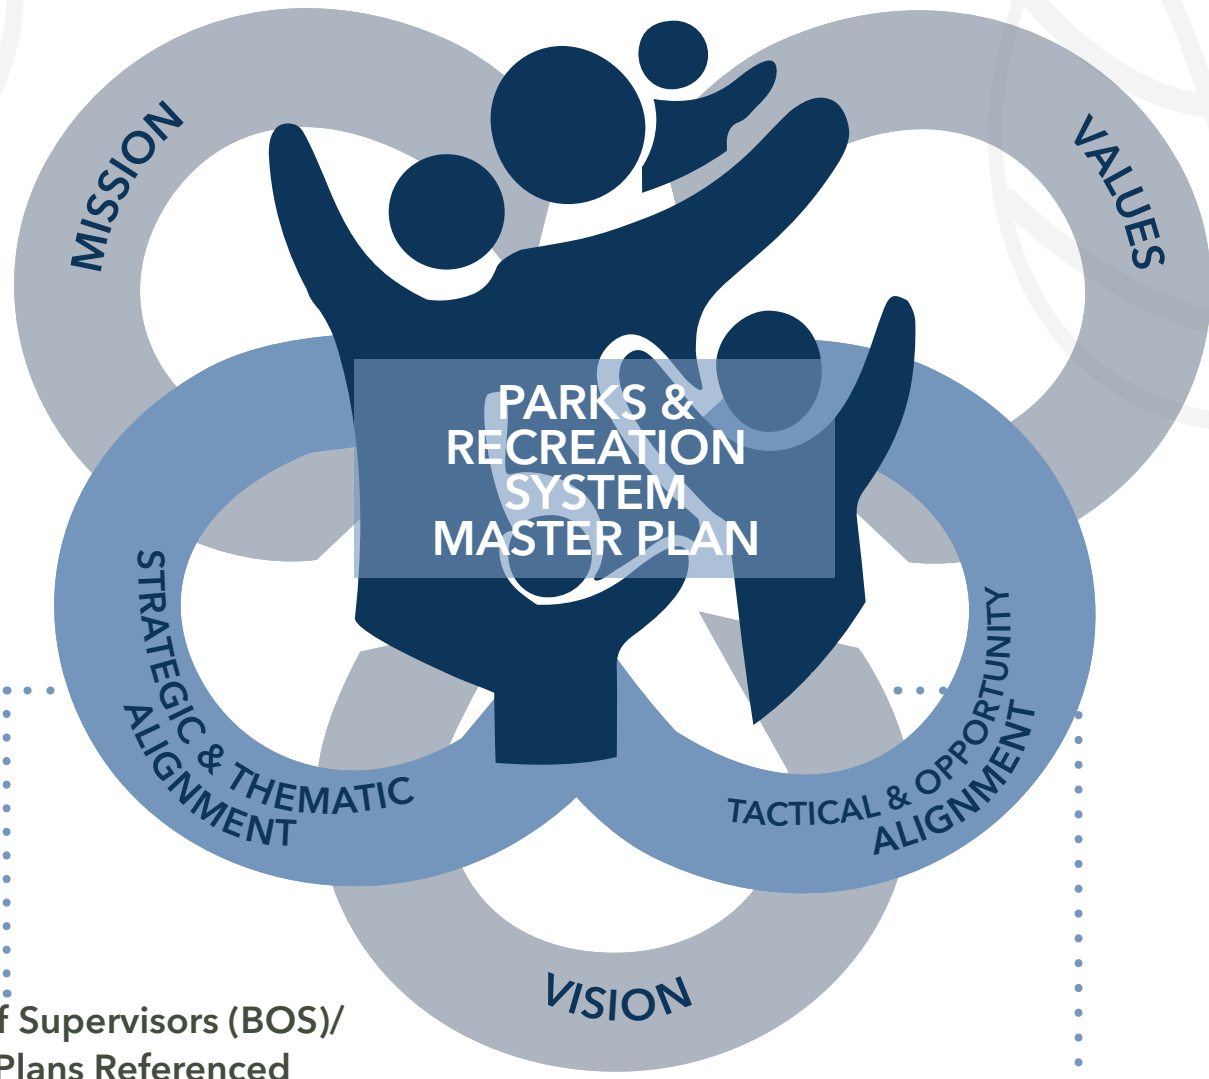 MISSION
VALUES
PARKS &
RECREATION
SYSTEM
MASTER PLAN
STRATEGIC & THEMATIC
ALIGNMENT
TACTICAL & OPPORTUNITY
ALIGNMENT
VISION
f Supervisors (BOS)/
Plans Referenced